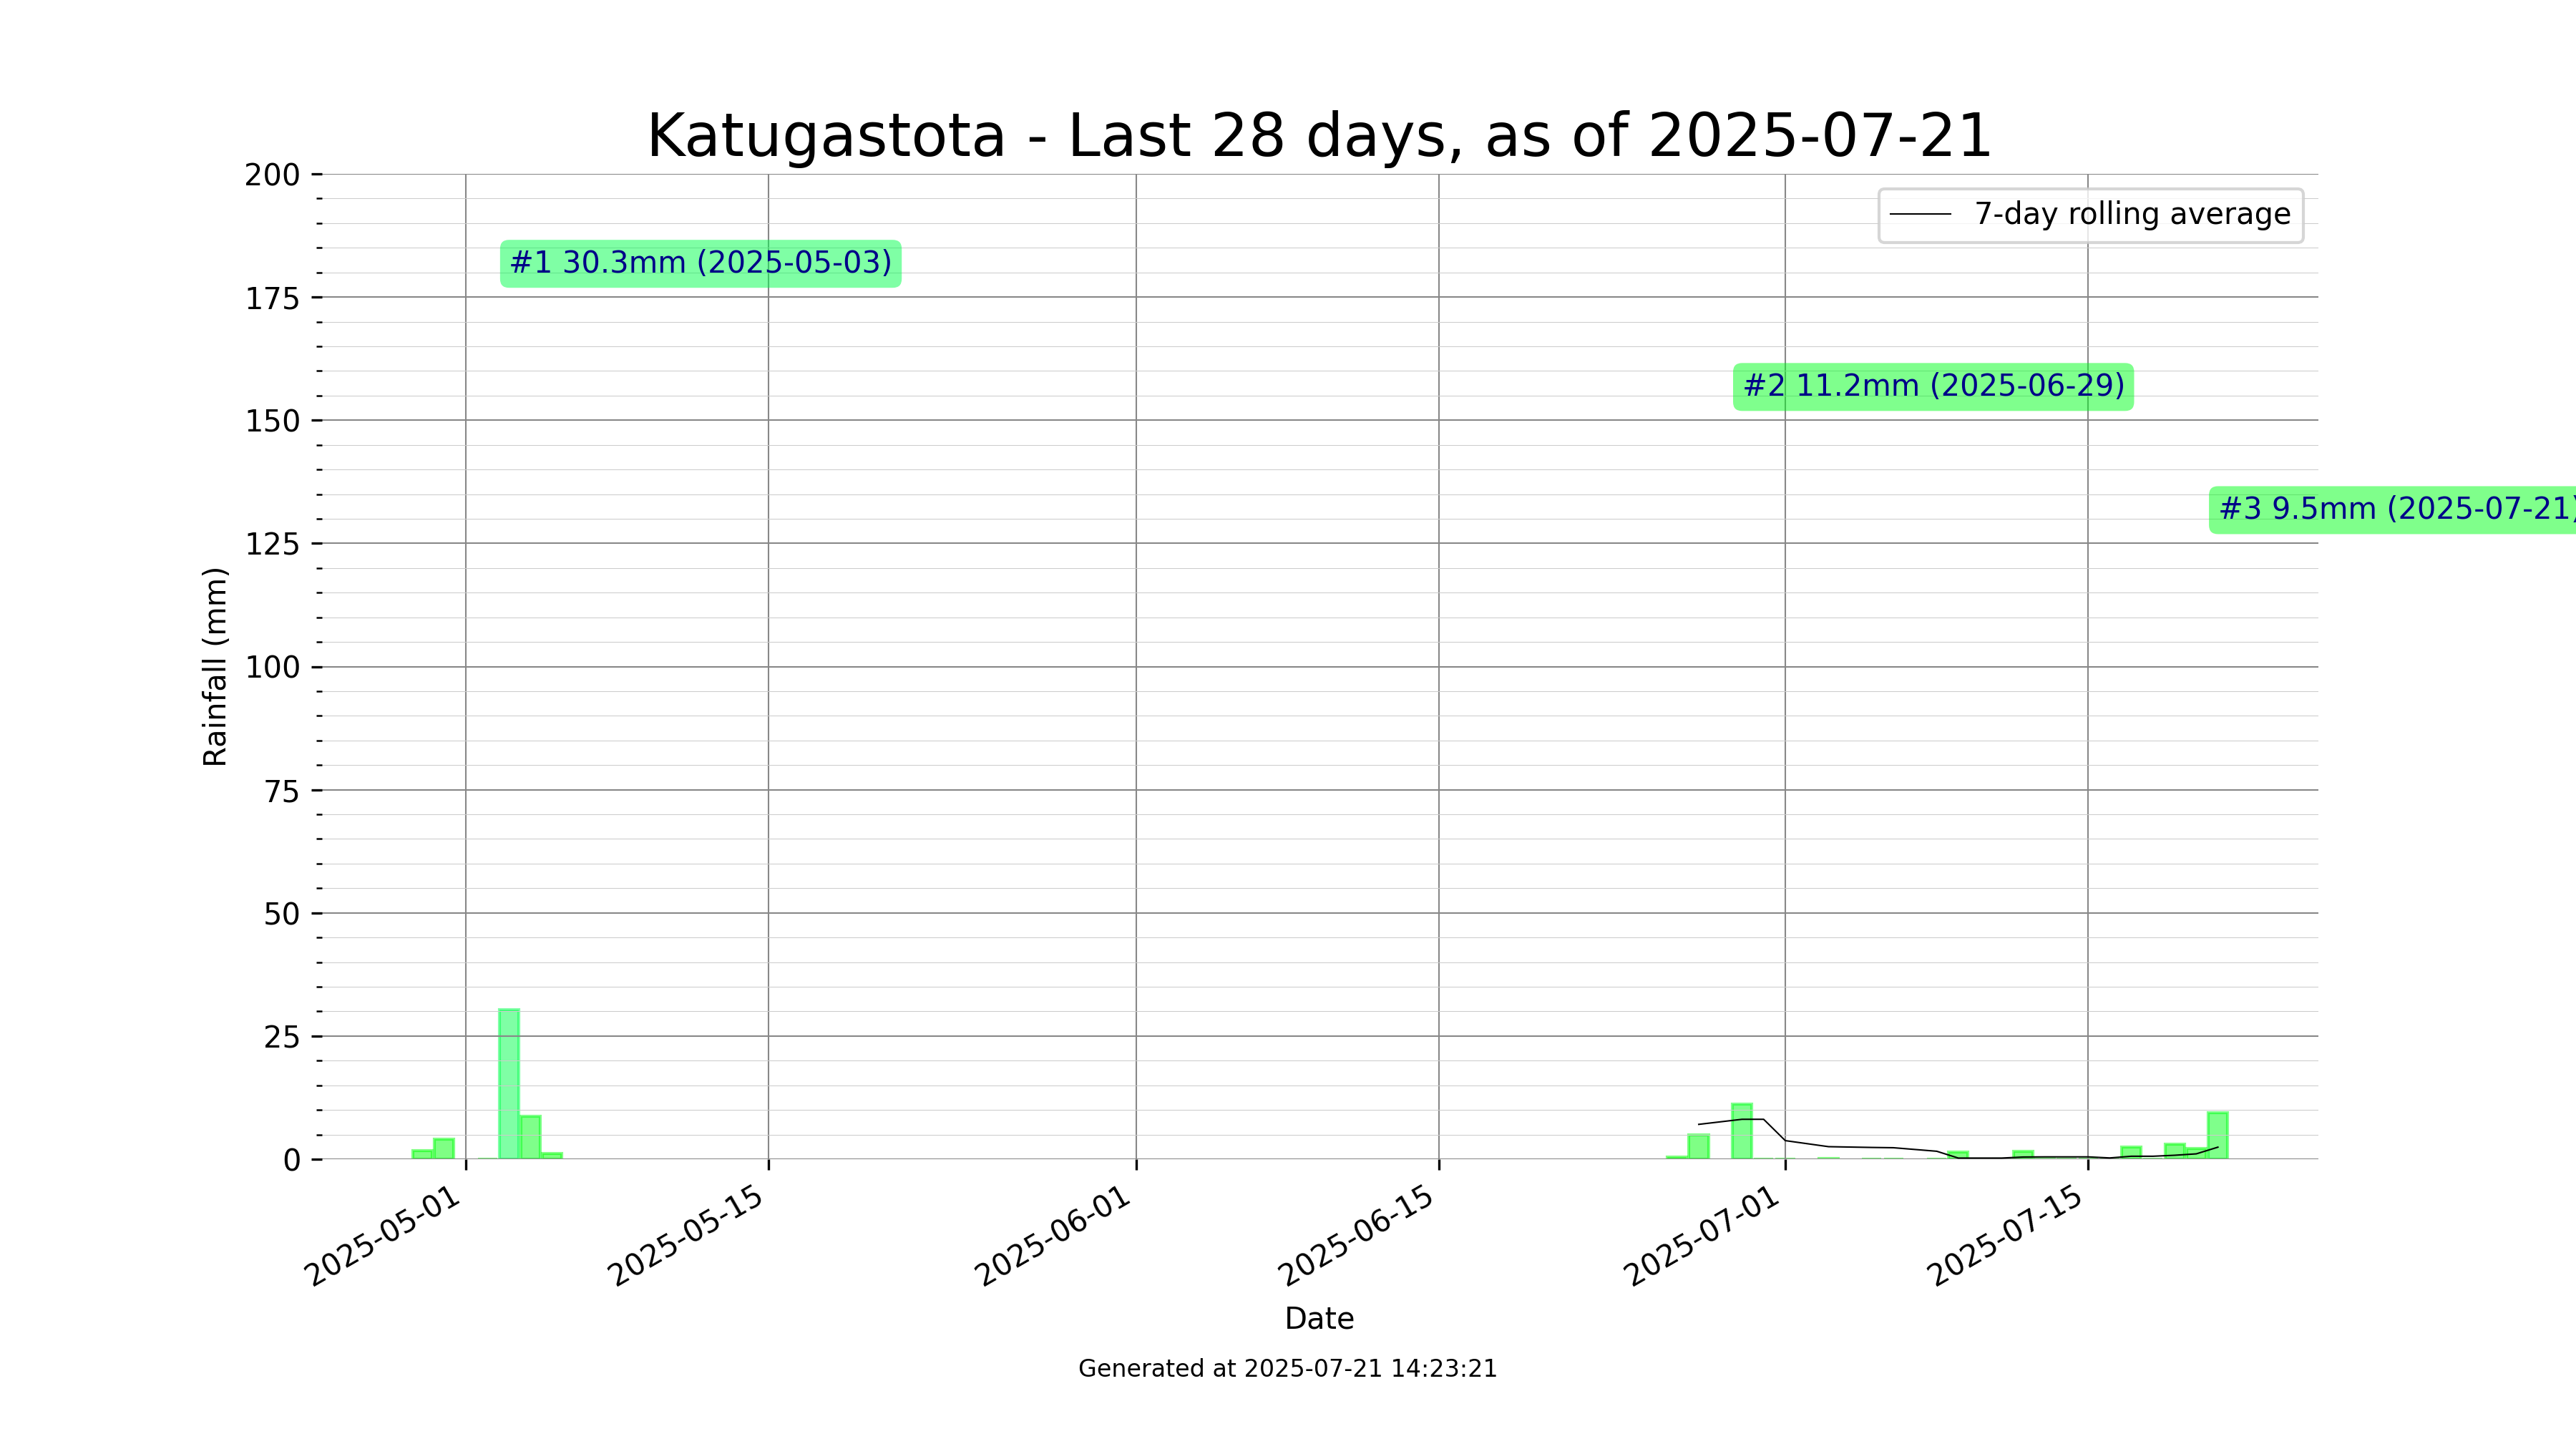 Katugastota - Last 28 days, as of 2025-07-21
200
175
150
125
100
75
50
25
0
Rainfall (mm)
7-day rolling average
#1 30.3mm (2025-05-03)
#2 11.2mm (2025-06-29)
#3 9.5mm (2025-07-21)
2025-05-01
2025-05-15
2025-06-01
2025-06-15
2025-07-01
2025-07-15
Date
Generated at 2025-07-21 14:23:21